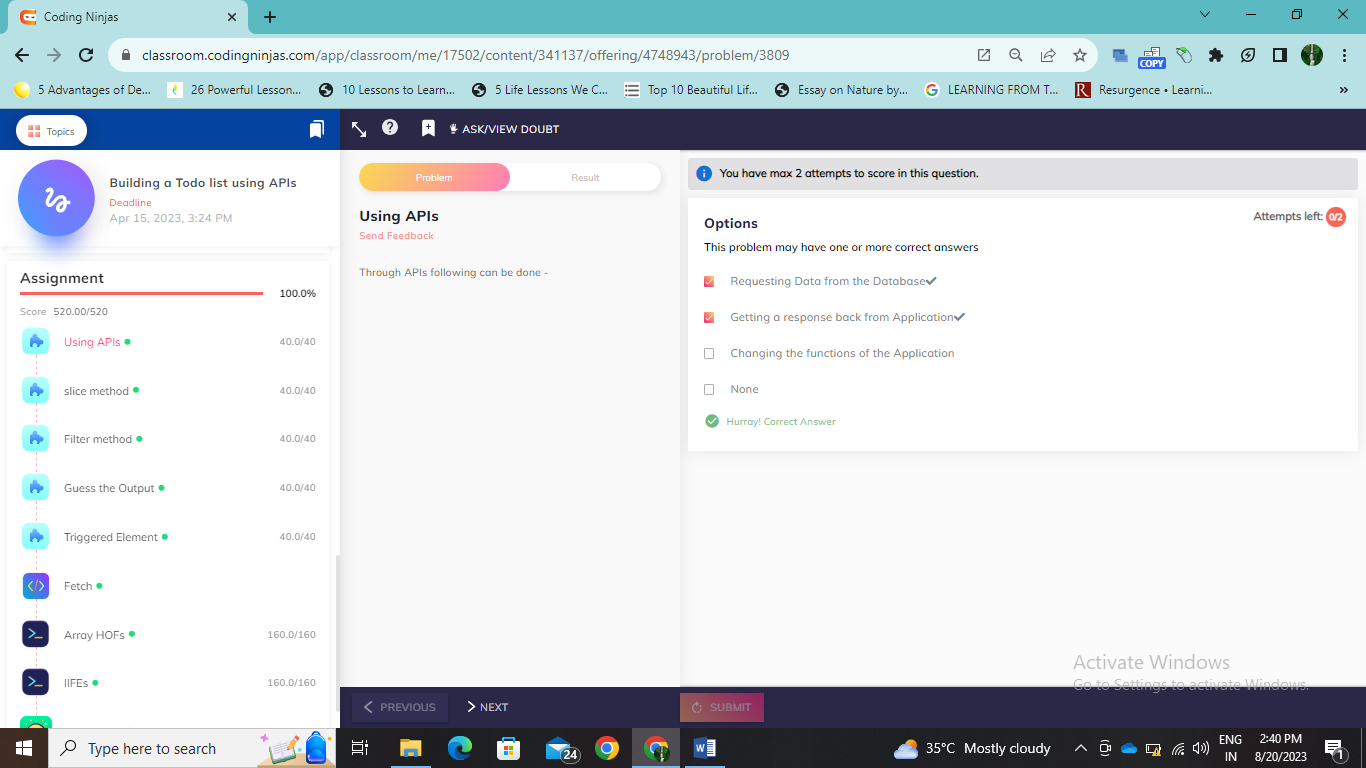 Coding Ninjas
classroom.codingninjas.com/app/classroom/me/17502/content/341137/offering/4748943/problem/3809
COPY
5 Advantages of De...
26 Powerful Lesson...
10 Lessons to Learn...
5 Life Lessons We C...
Top 10 Beautiful Lif...
Essay on Nature by...
LEARNING FROM T...
Resurgence • Learni...
»
Topics
ASK/VIEW DOUBT
Building a Todo list using APIs
Deadline
Apr 15, 2023, 3:24 PM
Assignment
100.0%
Score 520.00/520
Using APIs 40.0/40
slice method 40.0/40
Filter method 40.0/40
Guess the Output 40.0/40
Triggered Element 40.0/40
Fetch
Array HOFs 160.0/160
IIFEs 160.0/160
Problem
Result
Using APIs
Send Feedback
Through APIs following can be done -
You have max 2 attempts to score in this question.
Options
Attempts left: 0/2
This problem may have one or more correct answers
Requesting Data from the Database
Getting a response back from Application
Changing the functions of the Application
None
Hurray! Correct Answer
Activate Windows
Go to Settings to activate Windows.
PREVIOUS
NEXT
SUBMIT
Type here to search
24
35°C Mostly cloudy
ENG
IN
2:40 PM
8/20/2023
1